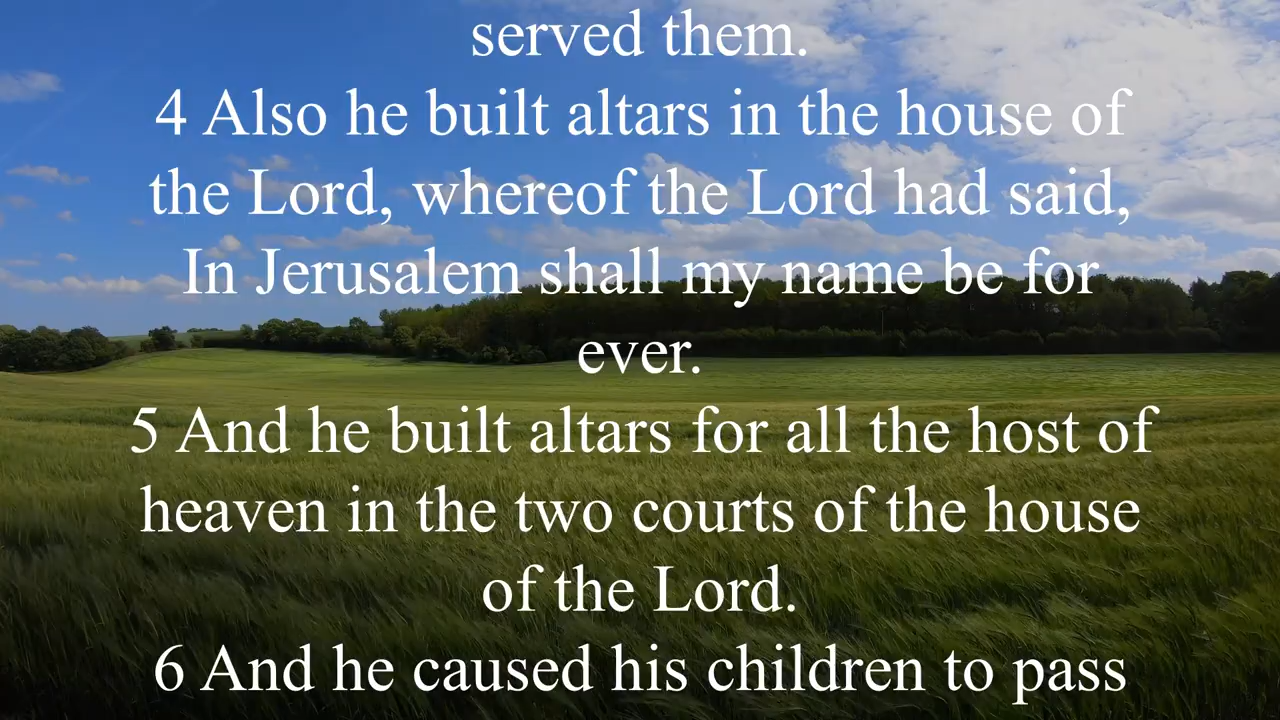 served them.
4 Also he built altars in the house of
the Lord, whereof the Lord had said,
In Jerusalem shall my name be for
ever.
5 And he built altars for all the host of
heaven in the two courts of the house
of the Lord.
6 And he caused his children to pass